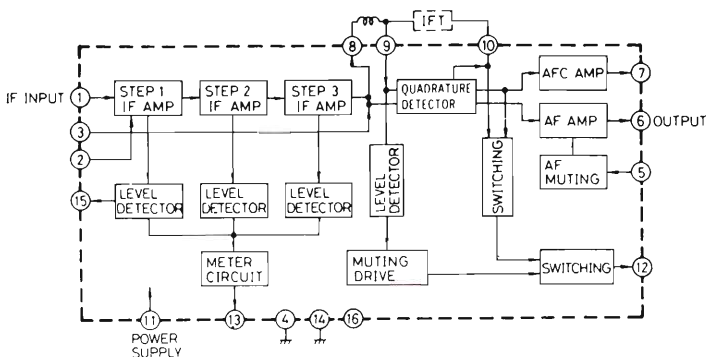 IFT
8
9
10
IF INPUT
1
STEP 1
IF AMP
STEP 2
IF AMP
STEP 3
IF AMP
QUADRATURE
DETECTOR
AFC AMP
7
AF AMP
6
OUTPUT
3
2
AF
MUTING
5
15
LEVEL
DETECTOR
LEVEL
DETECTOR
LEVEL
DETECTOR
LEVEL
DETECTOR
SWITCHING
METER
CIRCUIT
MUTING
DRIVE
SWITCHING
12
11
POWER
SUPPLY
13
4
14
16